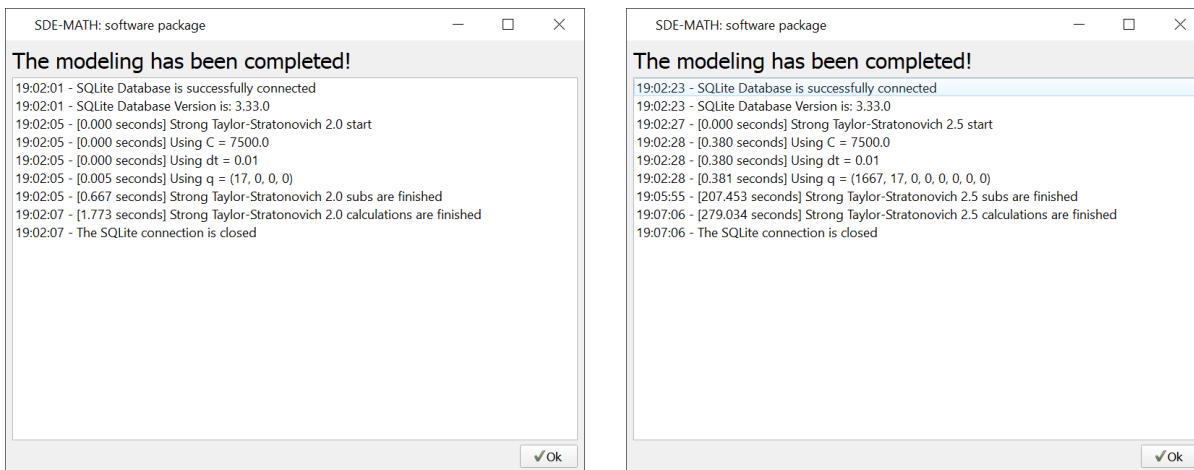 SDE-MATH: software package
The modeling has been completed!
19:02:01 - SQLite Database is successfully connected
19:02:01 - SQLite Database Version is: 3.33.0
19:02:05 - [0.000 seconds] Strong Taylor-Stratonovich 2.0 start
19:02:05 - [0.000 seconds] Using C = 7500.0
19:02:05 - [0.000 seconds] Using dt = 0.01
19:02:05 - [0.005 seconds] Using q = (17, 0, 0, 0)
19:02:05 - [0.667 seconds] Strong Taylor-Stratonovich 2.0 subs are finished
19:02:07 - [1.773 seconds] Strong Taylor-Stratonovich 2.0 calculations are finished
19:02:07 - The SQLite connection is closed
Ok
SDE-MATH: software package
The modeling has been completed!
19:02:23 - SQLite Database is successfully connected
19:02:23 - SQLite Database Version is: 3.33.0
19:02:27 - [0.000 seconds] Strong Taylor-Stratonovich 2.5 start
19:02:28 - [0.380 seconds] Using C = 7500.0
19:02:28 - [0.380 seconds] Using dt = 0.01
19:02:28 - [0.381 seconds] Using q = (1667, 17, 0, 0, 0, 0, 0, 0)
19:05:55 - [207.453 seconds] Strong Taylor-Stratonovich 2.5 subs are finished
19:07:06 - [279.034 seconds] Strong Taylor-Stratonovich 2.5 calculations are finished
19:07:06 - The SQLite connection is closed
Ok